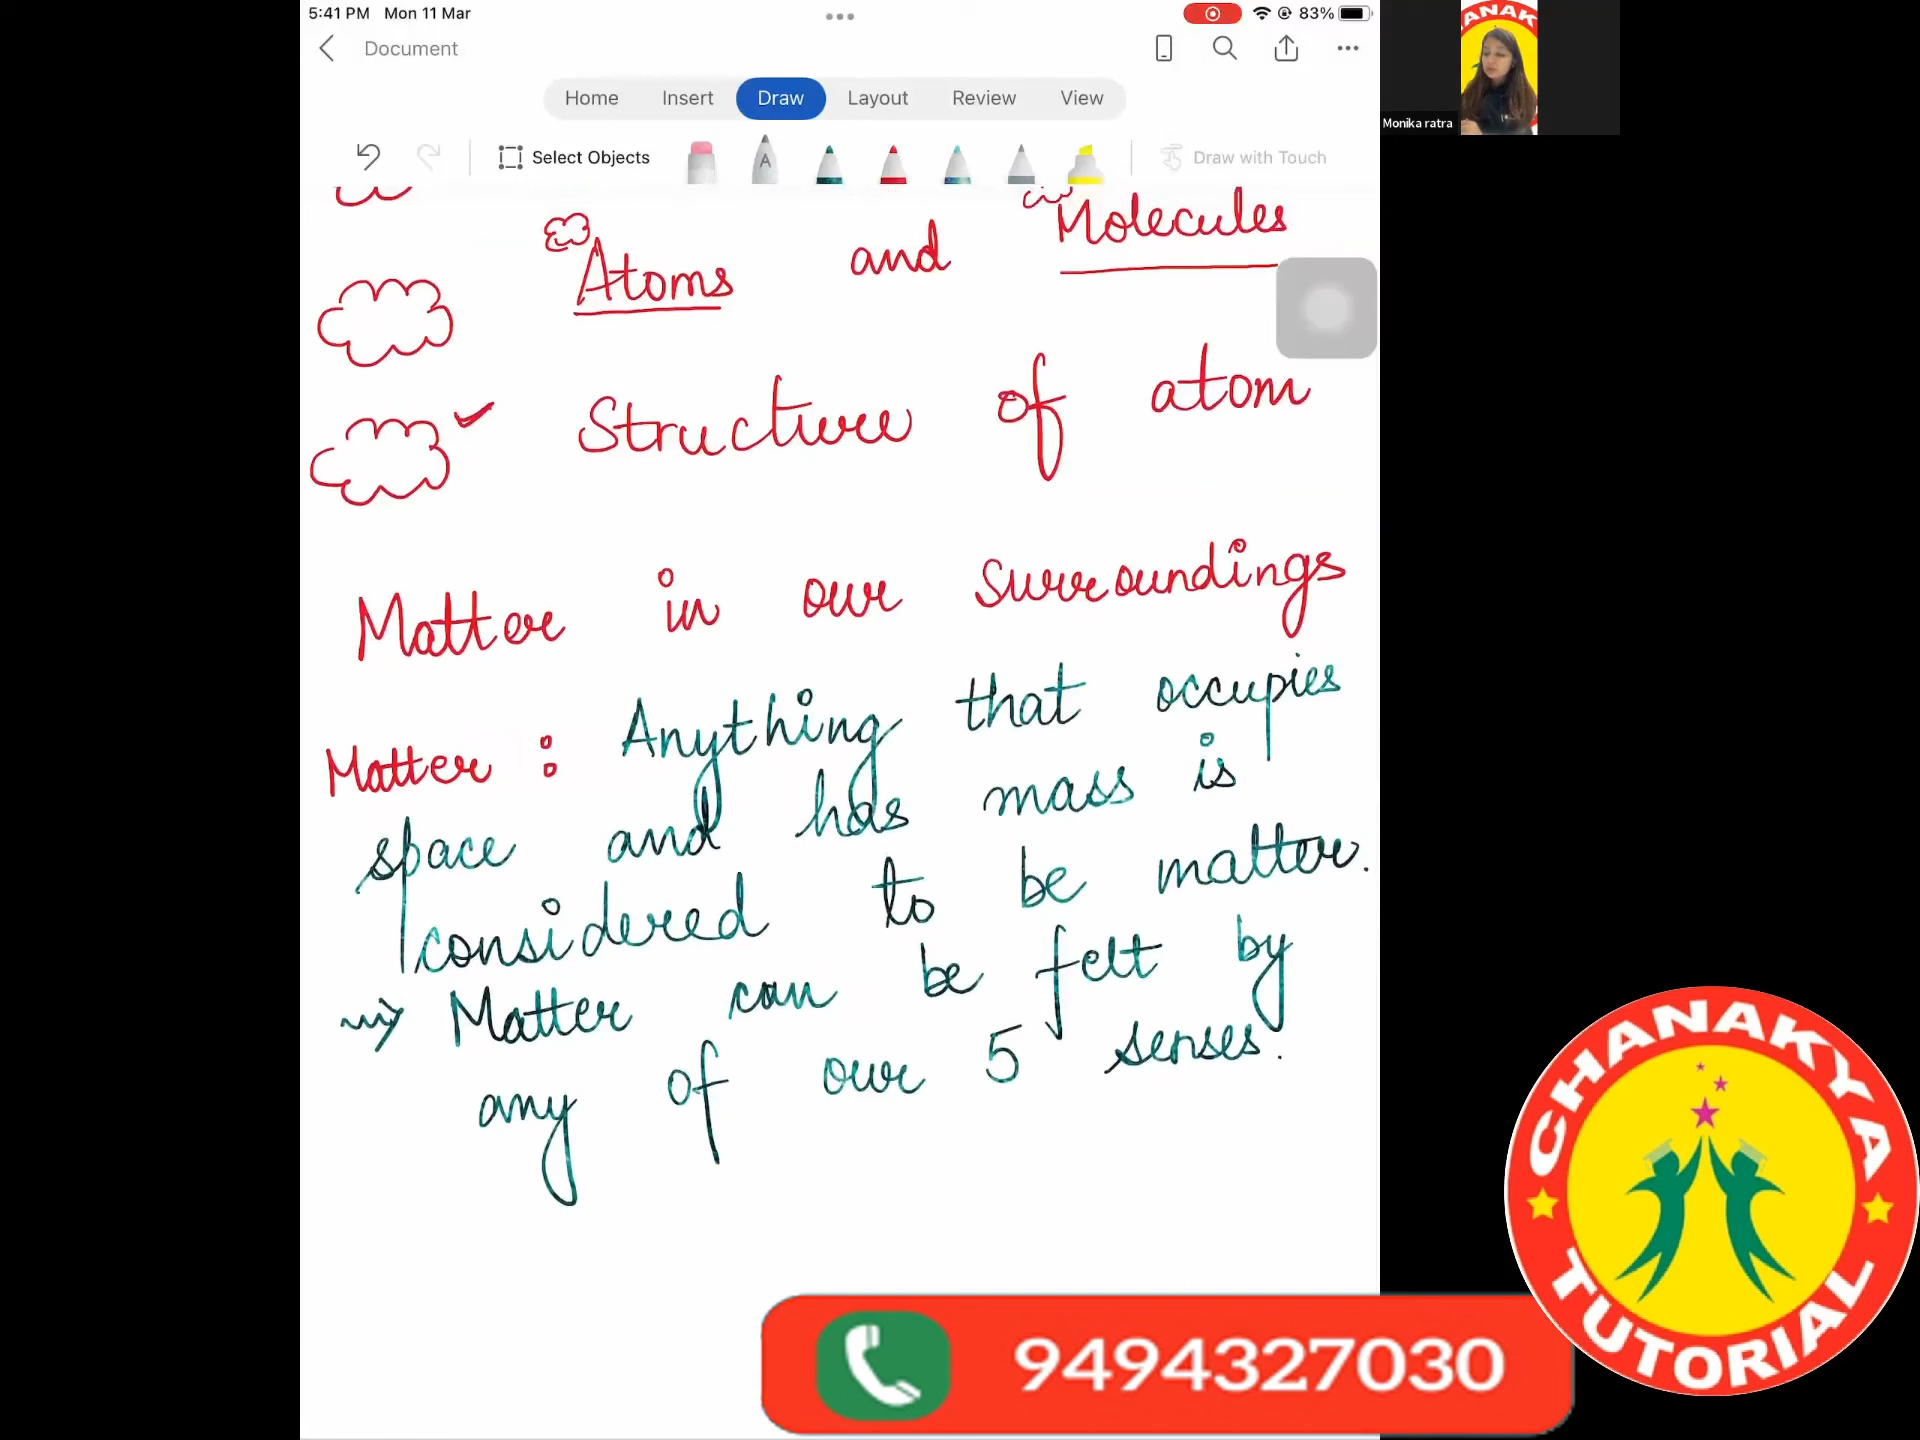 5:41 PM Mon 11 Mar
83%
Document
Home Insert Draw Layout Review View
Select Objects
A
Draw with Touch
CHANAK
Monika ratra
Atoms and Molecules
Structure of atom
Matter in our surroundings
Matter : Anything that occupies
space and has mass is
considered to be matter.
Matter can be felt by
any of our 5 senses.
CHANAKYA
TUTORIAL
9494327030